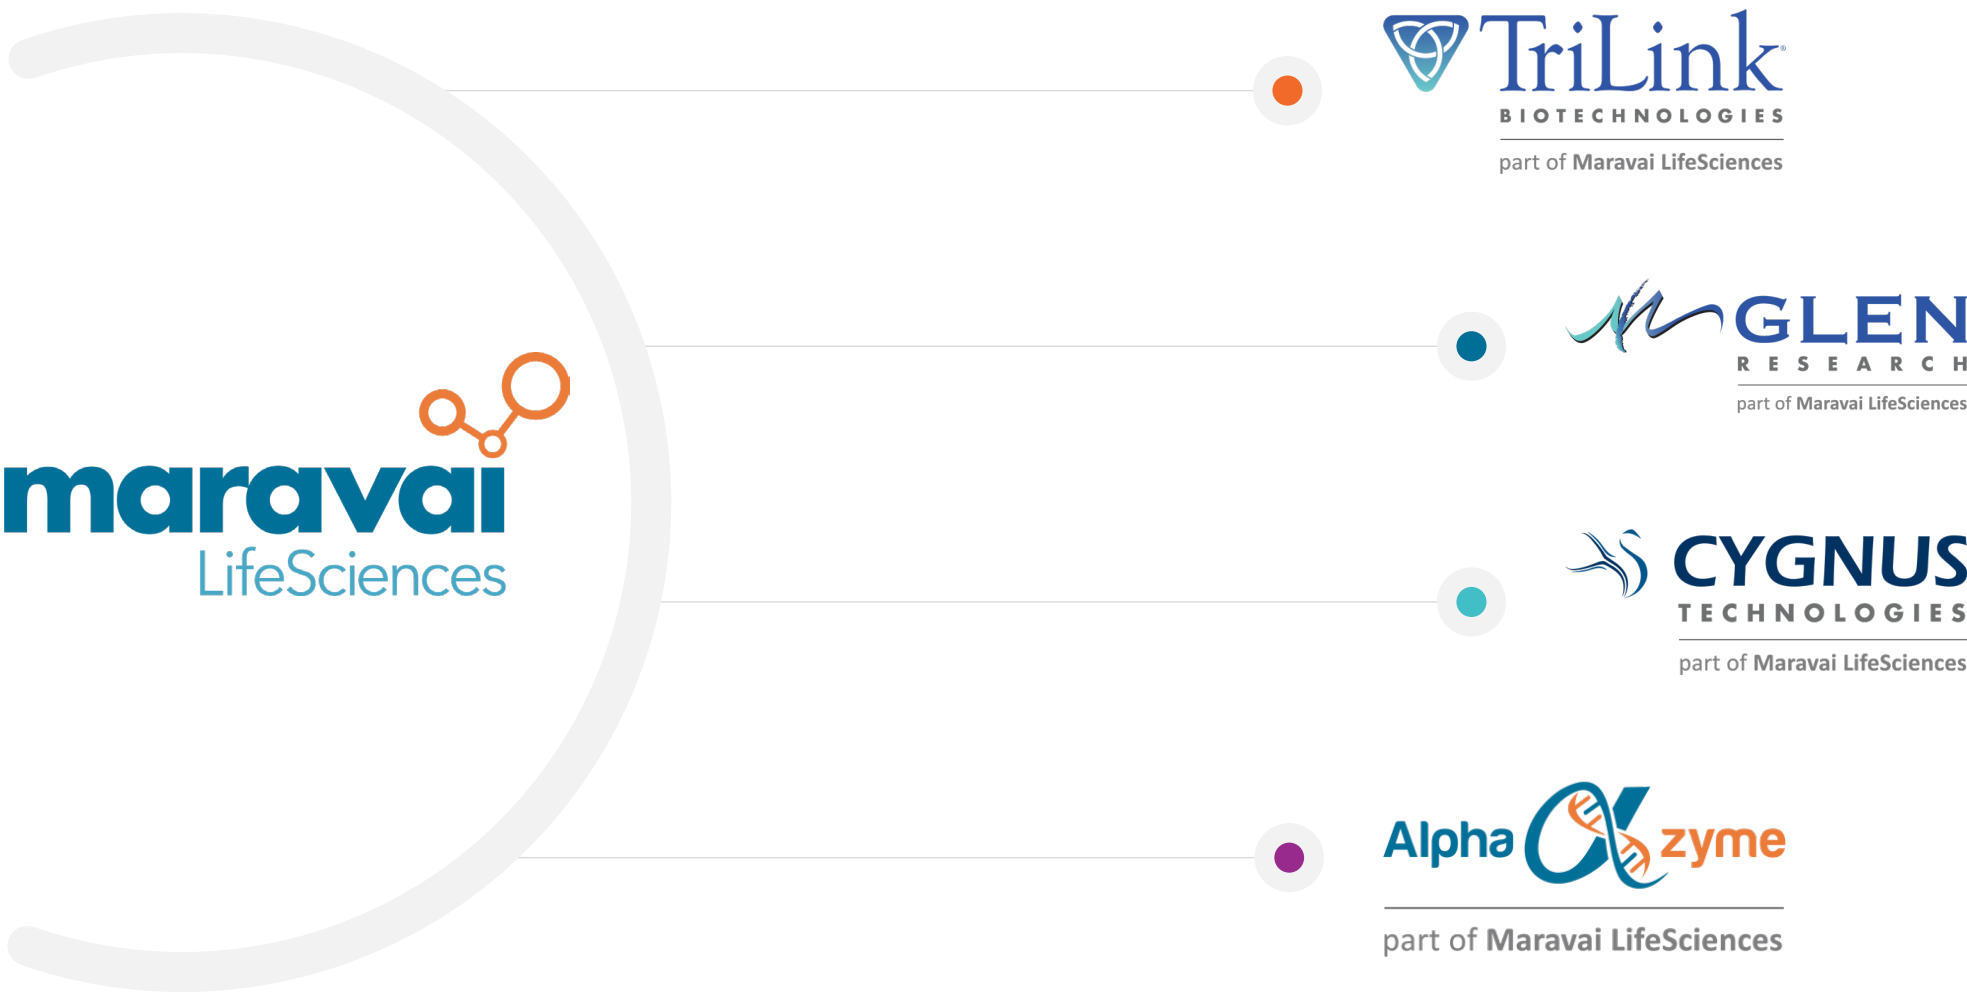 maravai
LifeSciences
TriLink®
BIOTECHNOLOGIES
part of Maravai LifeSciences
GLEN
RESEARCH
part of Maravai LifeSciences
CYGNUS
TECHNOLOGIES
part of Maravai LifeSciences
Alpha zyme
part of Maravai LifeSciences